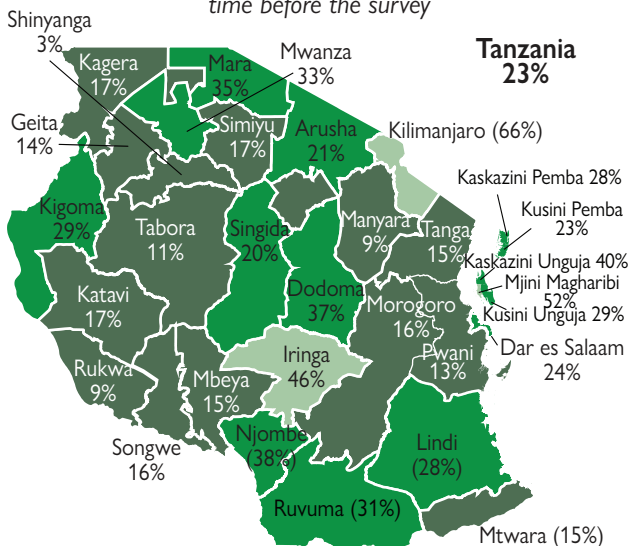 time before the survey
Shinyanga
3%
Kagera
17%
Mara
35%
Mwanza
33%
Tanzania
23%
Geita
14%
Simiyu
17%
Arusha
21%
Kilimanjaro (66%)
Kaskazini Pemba 28%
Kusini Pemba
23%
Kigoma
29%
Tabora
11%
Singida
20%
Manyara
9%
Tanga
15%
Kaskazini Unguja 40%
Mjini Magharibi
52%
Kusini Unguja 29%
Katavi
17%
Dodoma
37%
Morogoro
16%
Pwani
13%
Dar es Salaam
24%
Rukwa
9%
Mbeya
15%
Iringa
46%
Songwe
16%
Njombe
(38%)
Lindi
(28%)
Ruvuma (31%)
Mtwara (15%)